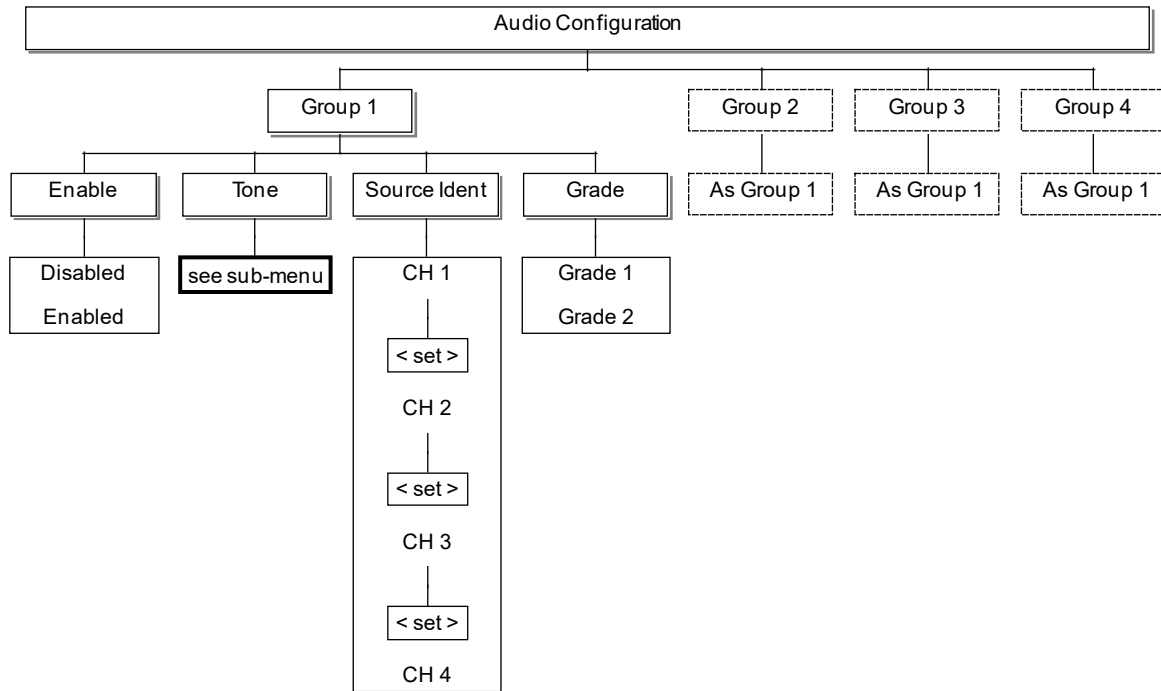 Audio Configuration
Group 1
Group 2
Group 3
Group 4
Enable
Tone
Source Ident
Grade
As Group 1
As Group 1
As Group 1
Disabled
Enabled
see sub-menu
CH 1
< set >
CH 2
< set >
CH 3
< set >
CH 4
Grade 1
Grade 2